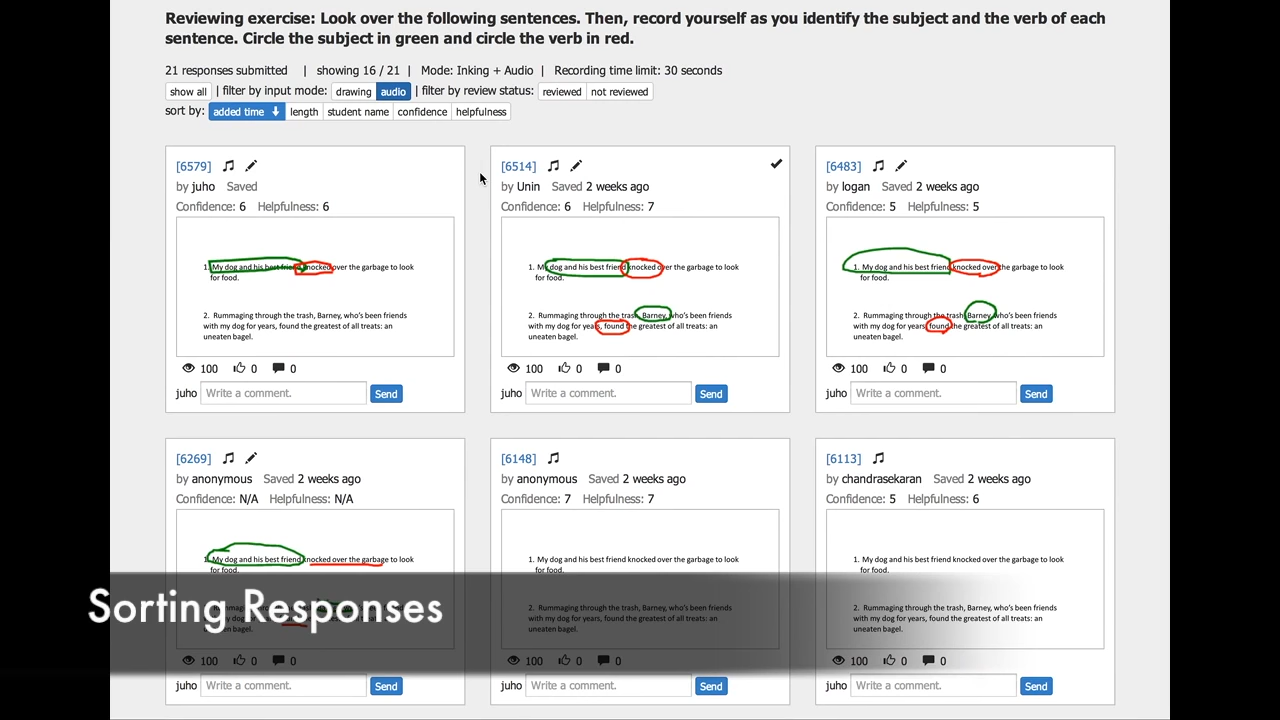 Reviewing exercise: Look over the following sentences. Then, record yourself as you identify the subject and the verb of each
sentence. Circle the subject in green and circle the verb in red.
21 responses submitted | showing 16 / 21 | Mode: Inking + Audio | Recording time limit: 30 seconds
show all | filter by input mode: drawing audio | filter by review status: reviewed not reviewed
sort by: added time length student name confidence helpfulness
[6579]
by juho Saved
Confidence: 6 Helpfulness: 6
1. My dog and his best friend knocked over the garbage to look
for food.
2. Rummaging through the trash, Barney, who's been friends
with my dog for years, found the greatest of all treats: an
uneaten bagel.
100 0 0
juho Write a comment. Send
[6514]
by Unin Saved 2 weeks ago
Confidence: 6 Helpfulness: 7
1. My dog and his best friend knocked over the garbage to look
for food.
2. Rummaging through the trash, Barney, who's been friends
with my dog for years, found the greatest of all treats: an
uneaten bagel.
100 0 0
juho Write a comment. Send
[6483]
by logan Saved 2 weeks ago
Confidence: 5 Helpfulness: 5
1. My dog and his best friend knocked over the garbage to look
for food.
2. Rummaging through the trash, Barney, who's been friends
with my dog for years, found the greatest of all treats: an
uneaten bagel.
100 0 0
juho Write a comment. Send
[6269]
by anonymous Saved 2 weeks ago
Confidence: N/A Helpfulness: N/A
1. My dog and his best friend knocked over the garbage to look
for food.
uneaten bagel.
100 0 0
juho Write a comment. Send
[6148]
by anonymous Saved 2 weeks ago
Confidence: 7 Helpfulness: 7
1. My dog and his best friend knocked over the garbage to look
for food.
2. Rummaging through the trash, Barney, who's been friends
with my dog for years, found the greatest of all treats: an
uneaten bagel.
100 0 0
juho Write a comment. Send
[6113]
by chandrasekaran Saved 2 weeks ago
Confidence: 5 Helpfulness: 6
1. My dog and his best friend knocked over the garbage to look
for food.
2. Rummaging through the trash, Barney, who's been friends
with my dog for years, found the greatest of all treats: an
uneaten bagel.
100 0 0
juho Write a comment. Send
Sorting Responses